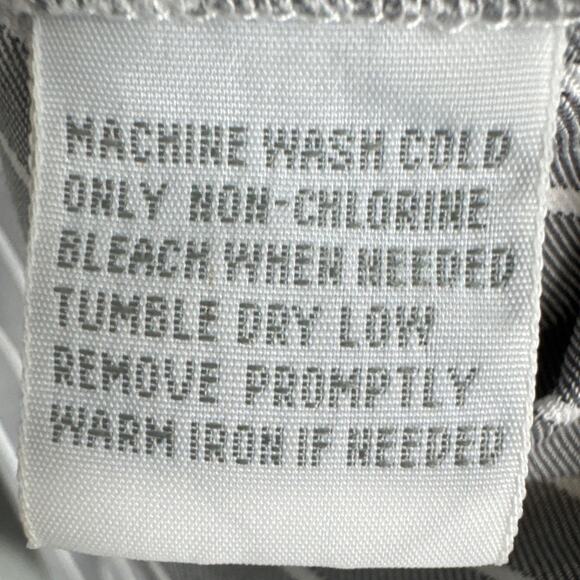 MACHINE WASH COLD
ONLY NON-CHLORINE
BLEACH WHEN NEEDED
TUMBLE DRY LOW
REMOVE PROMPTLY
WARM IRON IF NEEDED